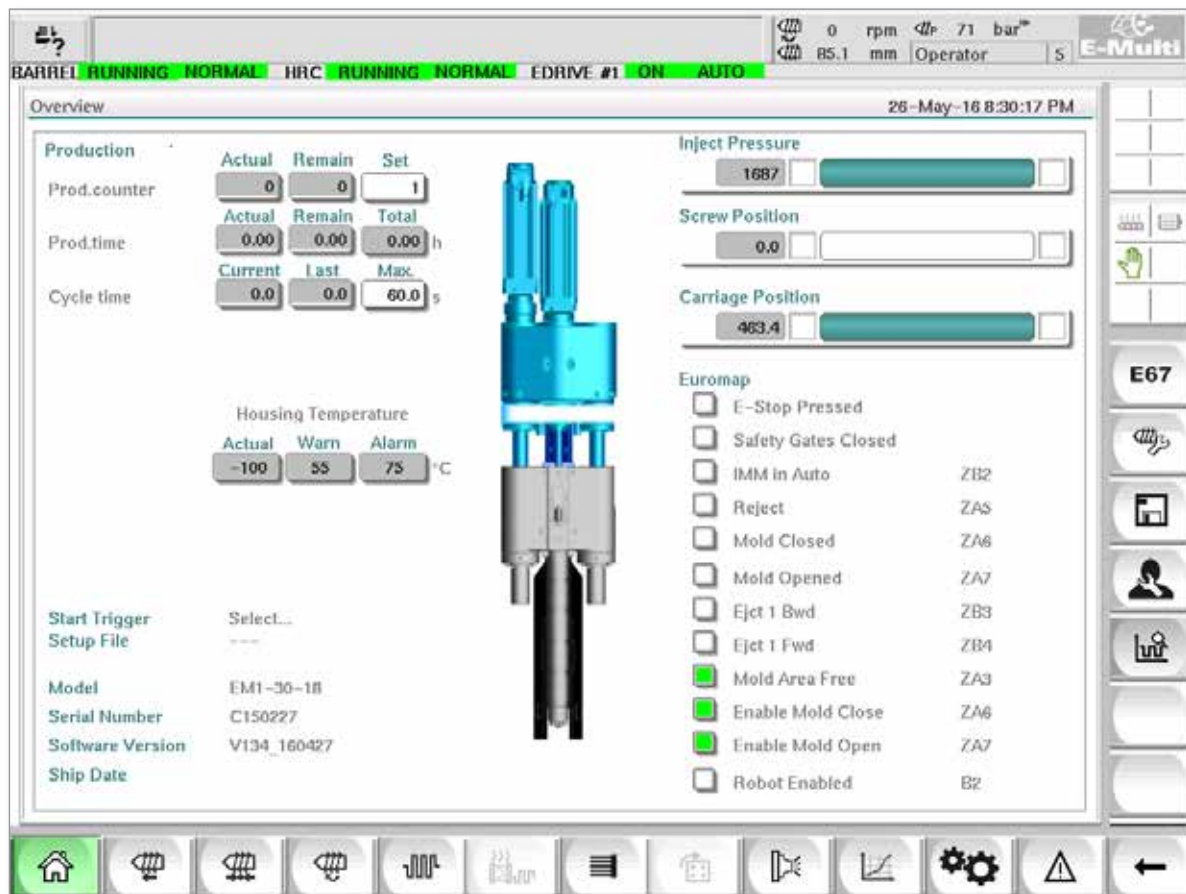 0 rpm 71 bar
85.1 mm Operator 5
E-Multi
BARREL RUNNING NORMAL HRC RUNNING NORMAL EDRIVE #1 ON AUTO
Overview 26-May-16 8:30:17 PM
Production
Actual Remain Set
Prod.counter 0 0 1
Actual Remain Total
Prod.time 0.00 0.00 0.00 h
Current Last Max.
Cycle time 0.0 0.0 60.0 s
Housing Temperature
Actual Warn Alarm
-100 55 75 °C
Start Trigger Select...
Setup File ---
Model EM1-30-18
Serial Number C150227
Software Version V134_160427
Ship Date
Inject Pressure
1687
Screw Position
0.0
Carriage Position
463.4
Euromap
E-Stop Pressed
Safety Gates Closed
IMM in Auto ZB2
Reject ZA5
Mold Closed ZA6
Mold Opened ZA7
Ejct 1 Bwd ZB3
Ejct 1 Fwd ZB4
Mold Area Free ZA3
Enable Mold Close ZA6
Enable Mold Open ZA7
Robot Enabled B2
E67